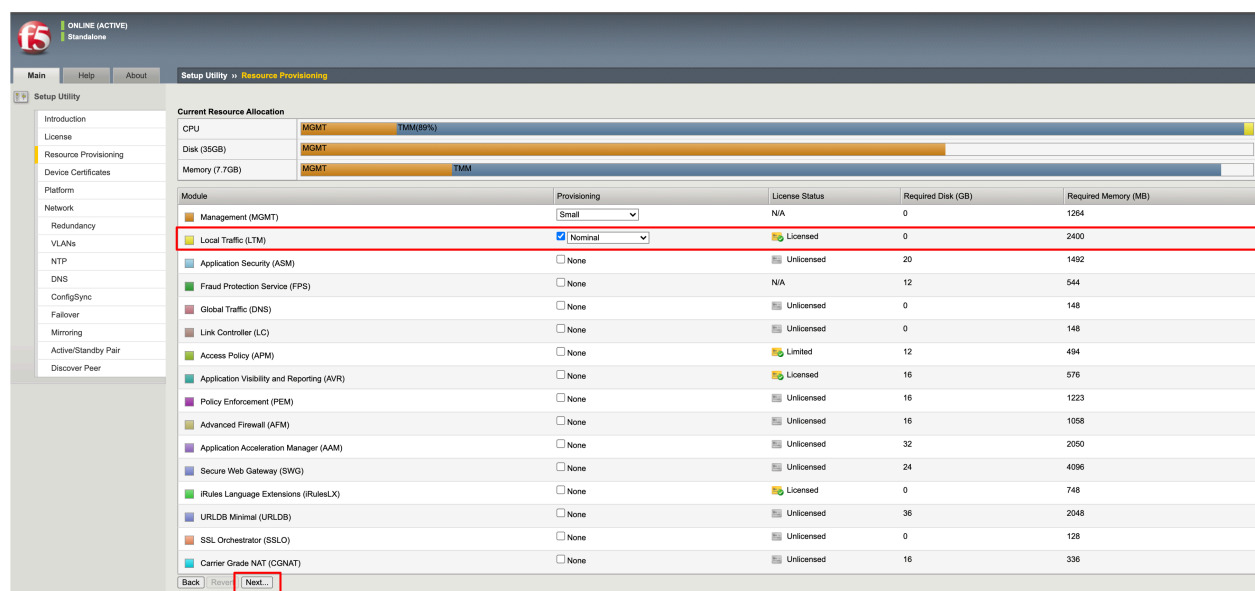 f5
ONLINE (ACTIVE)
Standalone
Main Help About
Setup Utility ›› Resource Provisioning
Setup Utility
Introduction
License
Resource Provisioning
Device Certificates
Platform
Network
Redundancy
VLANs
NTP
DNS
ConfigSync
Failover
Mirroring
Active/Standby Pair
Discover Peer
Current Resource Allocation
CPU MGMT TMM(89%)
Disk (35GB) MGMT
Memory (7.7GB) MGMT TMM
Module Provisioning License Status Required Disk (GB) Required Memory (MB)
Management (MGMT) Small N/A 0 1264
Local Traffic (LTM) Nominal Licensed 0 2400
Application Security (ASM) None Unlicensed 20 1492
Fraud Protection Service (FPS) None N/A 12 544
Global Traffic (DNS) None Unlicensed 0 148
Link Controller (LC) None Unlicensed 0 148
Access Policy (APM) None Limited 12 494
Application Visibility and Reporting (AVR) None Licensed 16 576
Policy Enforcement (PEM) None Unlicensed 16 1223
Advanced Firewall (AFM) None Unlicensed 16 1058
Application Acceleration Manager (AAM) None Unlicensed 32 2050
Secure Web Gateway (SWG) None Unlicensed 24 4096
iRules Language Extensions (iRulesLX) None Licensed 0 748
URLDB Minimal (URLDB) None Unlicensed 36 2048
SSL Orchestrator (SSLO) None Unlicensed 0 128
Carrier Grade NAT (CGNAT) None Unlicensed 16 336
Back Revert Next...